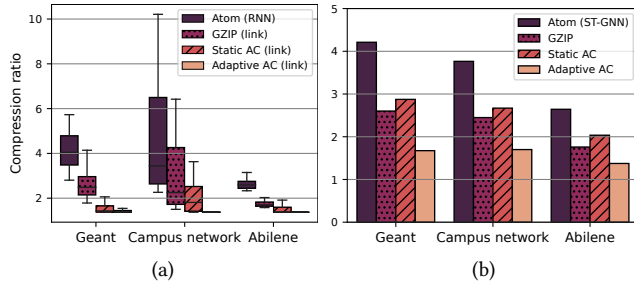 Compression ratio
10
8
6
4
2
Atom (RNN)
GZIP (link)
Static AC (link)
Adaptive AC (link)
Geant Campus network Abilene
(a)
5
4
3
2
1
0
Atom (ST-GNN)
GZIP
Static AC
Adaptive AC
Geant Campus network Abilene
(b)